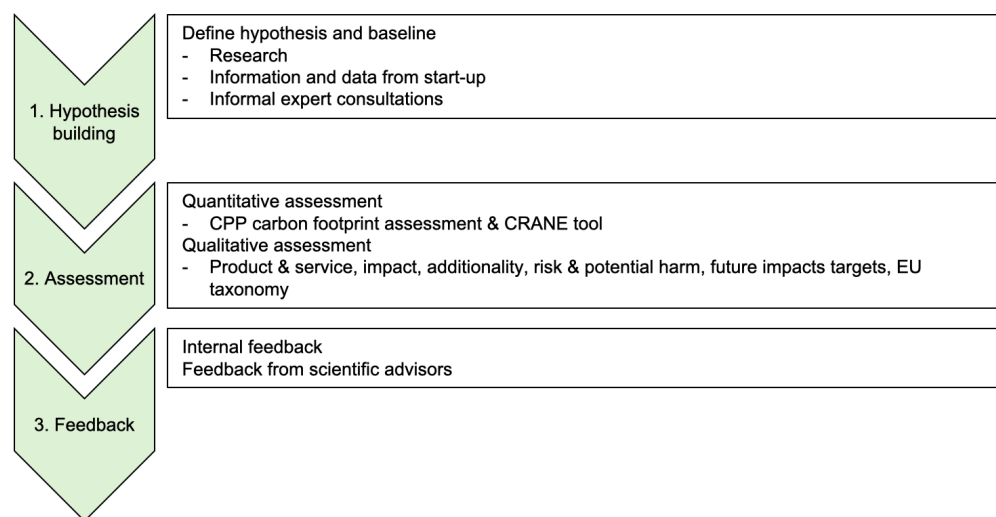 1. Hypothesis
building
Define hypothesis and baseline
- Research
- Information and data from start-up
- Informal expert consultations
2. Assessment
Quantitative assessment
- CPP carbon footprint assessment & CRANE tool
Qualitative assessment
- Product & service, impact, additionality, risk & potential harm, future impacts targets, EU
taxonomy
3. Feedback
Internal feedback
Feedback from scientific advisors